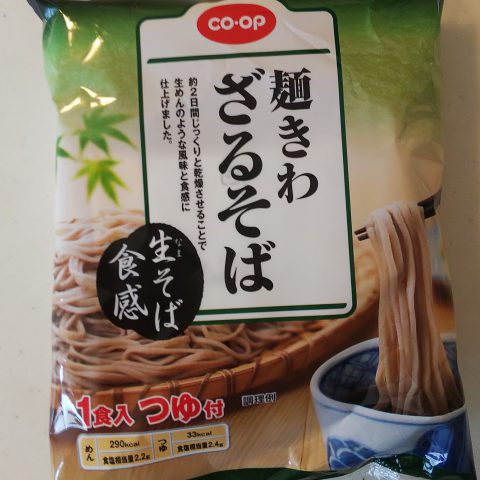 CO・OP
麺きわ
ざるそば
約2日間じっくりと乾燥させることで
生めんのような風味と食感に
仕上げました。
なま
生そば
食感
1食入 つゆ付
調理例
めん 290kcal 食塩相当量2.2g
つゆ 33kcal 食塩相当量2.4g